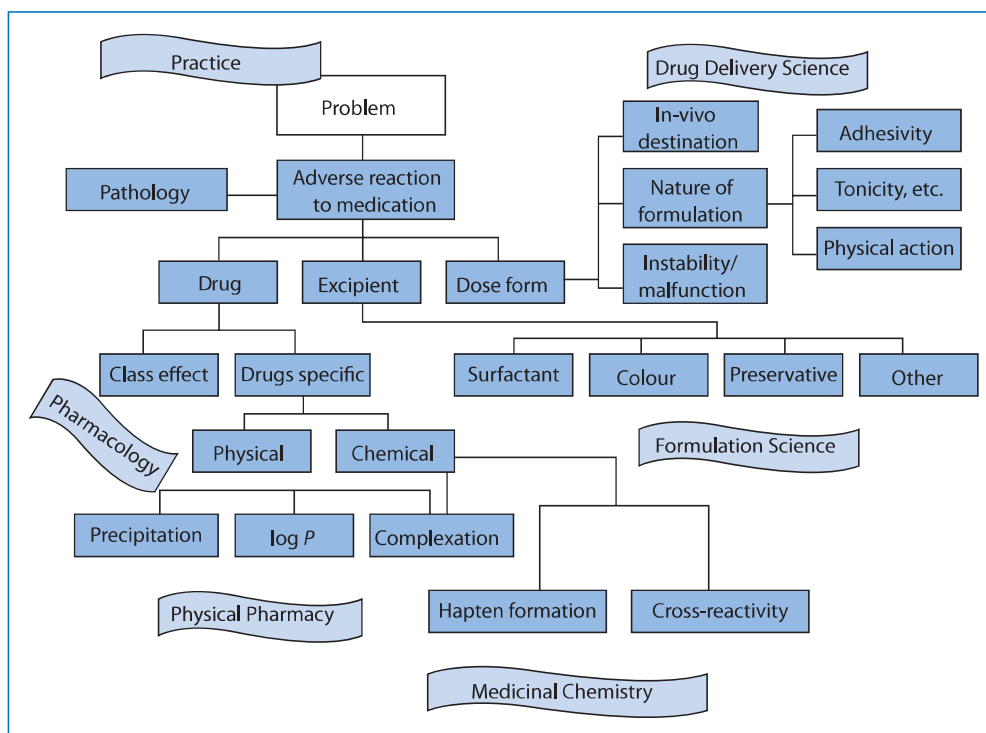 Practice
Drug Delivery Science
Problem
In-vivo
destination
Adhesivity
Pathology
Adverse reaction
to medication
Nature of
formulation
Tonicity, etc.
Physical action
Drug
Excipient
Dose form
Instability/
malfunction
Class effect
Drugs specific
Surfactant
Colour
Preservative
Other
Pharmacology
Physical
Chemical
Formulation Science
Precipitation
log P
Complexation
Physical Pharmacy
Hapten formation
Cross-reactivity
Medicinal Chemistry